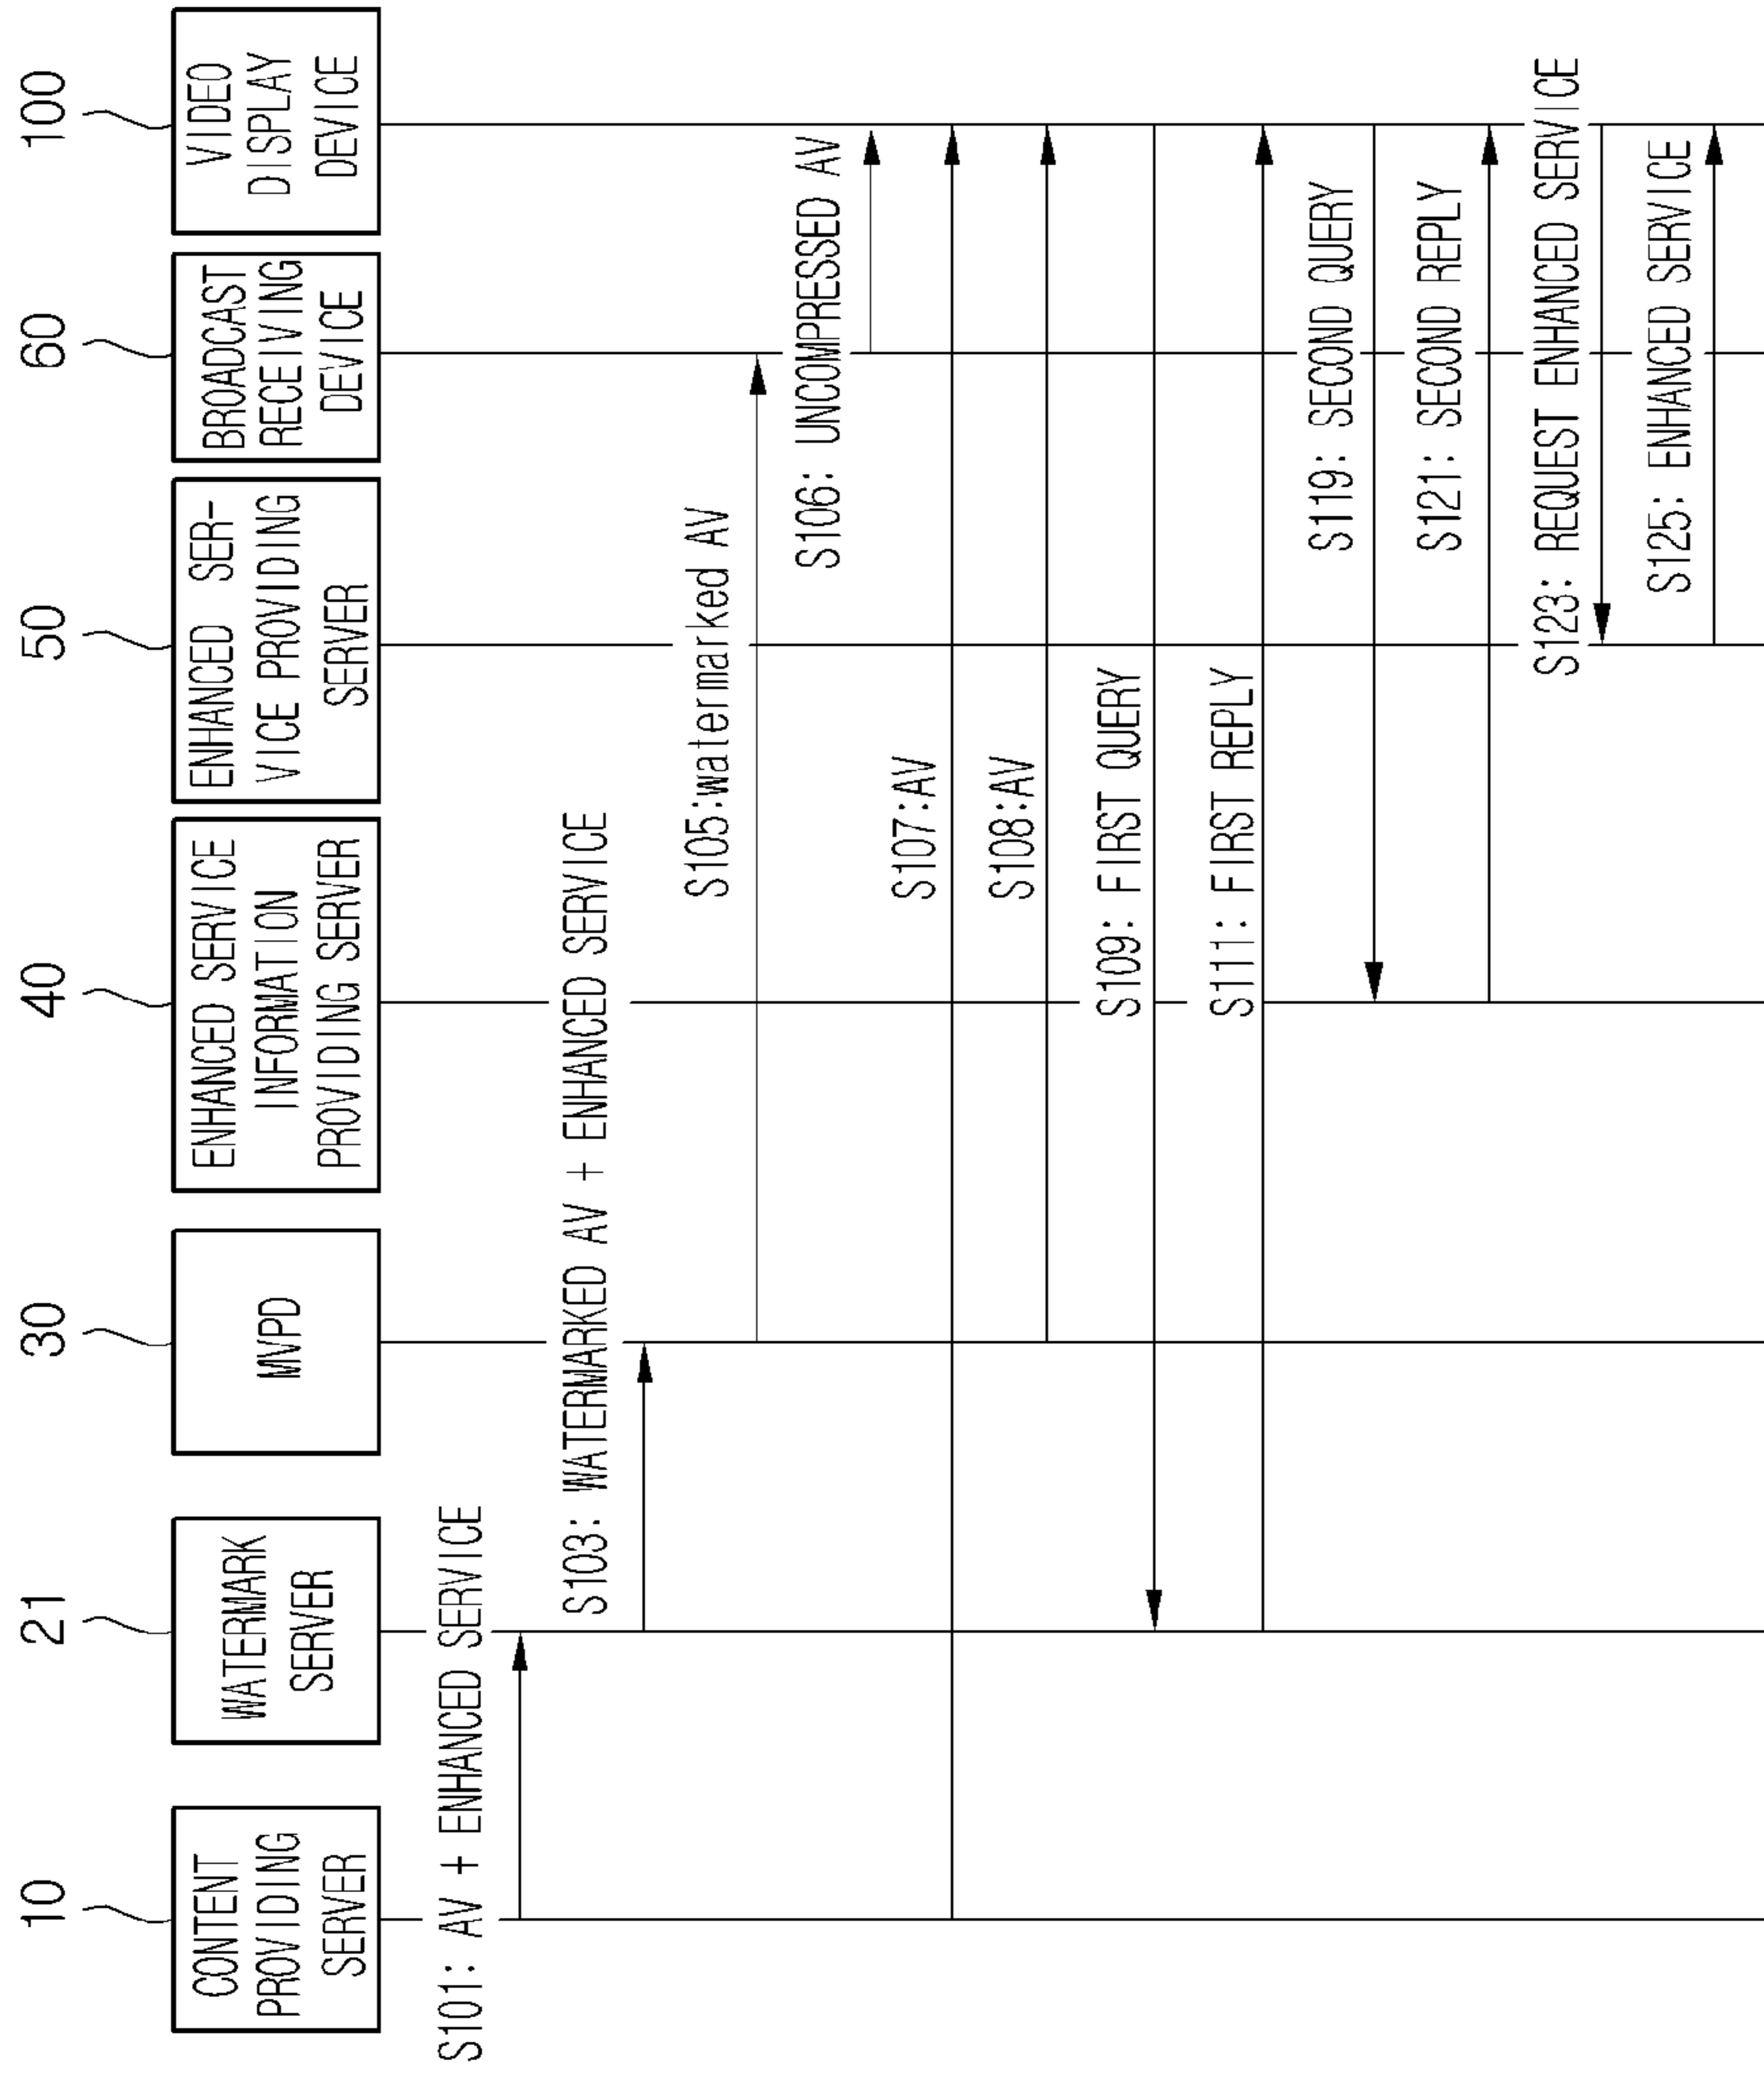 10
21
30
40
50
60
100
CONTENT
PROVIDING
SERVER
WATERMARK
SERVER
MVPD
ENHANCED SERVICE
INFORMATION
PROVIDING SERVER
ENHANCED SER-
VICE PROVIDING
SERVER
BROADCAST
RECEIVING
DEVICE
VIDEO
DISPLAY
DEVICE
S101: AV + ENHANCED SERVICE
S103: WATERMARKED AV + ENHANCED SERVICE
S105:watermarked AV
S106: UNCOMPRESSED AV
S107:AV
S108:AV
S109: FIRST QUERY
S111: FIRST REPLY
S119: SECOND QUERY
S121: SECOND REPLY
S123: REQUEST ENHANCED SERVICE
S125: ENHANCED SERVICE